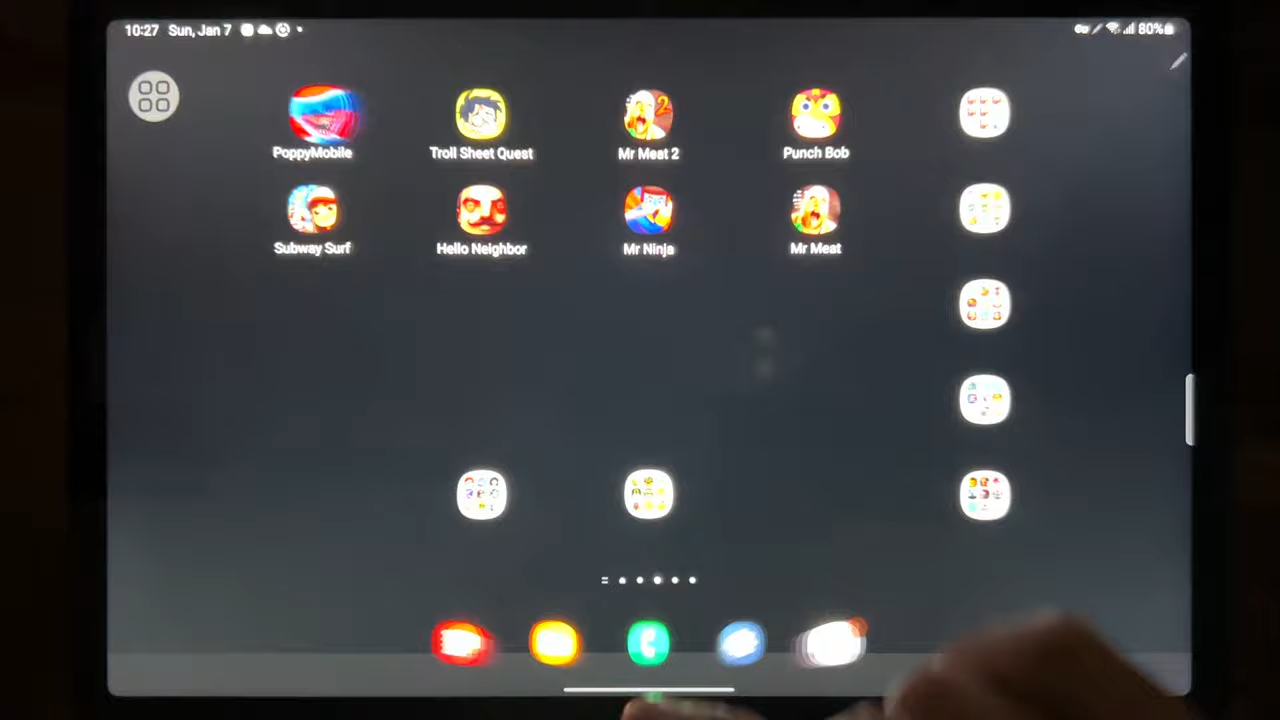 10:27 Sun, Jan 7 80%
PoppyMobile Troll Sheet Quest Mr Meat 2 Punch Bob
2
Subway Surf Hello Neighbor Mr Ninja Mr Meat